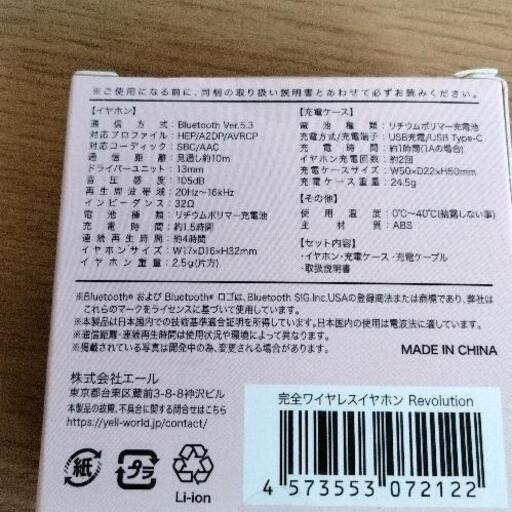 ※ご使用になる前に、同梱の取り扱い説明書とあわせて必ずお読みください。
【イヤホン】
通信方式：Bluetooth Ver.5.3
対応プロファイル：HFP/A2DP/AVRCP
対応コーディック：SBC/AAC
通信距離：見通し約10m
ドライバーユニット：13mm
音圧感度：105dB
再生周波帯域：20Hz～16kHz
インピーダンス：32Ω
電池種類：リチウムポリマー充電池
充電時間：約1.5時間
連続再生時間：約4時間
イヤホンサイズ：W17×D16×H32mm
イヤホン重量：2.5g(片方)
【充電ケース】
電池種類：リチウムポリマー充電池
充電方式/充電端子：USB充電/USB Type-C
充電時間：約1時間(1Aの場合)
イヤホン充電回数：約2回
充電ケースサイズ：W50×D22×H50mm
充電ケース重量：24.5g
【その他】
使用温度：0℃～40℃(結露しない事)
主材質：ABS
【セット内容】
・イヤホン・充電ケース・充電ケーブル
・取扱説明書
※Bluetooth® および Bluetooth® ロゴは、Bluetooth SIG.Inc.USAの登録商法または商標であり、弊社は
これらのマークをライセンスに基づいて使用しています。
※本製品は日本国内での技術基準適合証明を所得しています。日本国内の使用は電波法に適しています。
※通信距離・連続再生時間は使用状況や環境によって異なります。
※掲載されている写真は開発中の為、変更される場合があります。
MADE IN CHINA
株式会社エール
東京都台東区蔵前3-8-8神沢ビル
本製品の故障、不具合に関する問合せはこちら
https://yell-world.jp/contact/
紙
プラ
Li-ion
完全ワイヤレスイヤホン Revolution
4 573553 072122